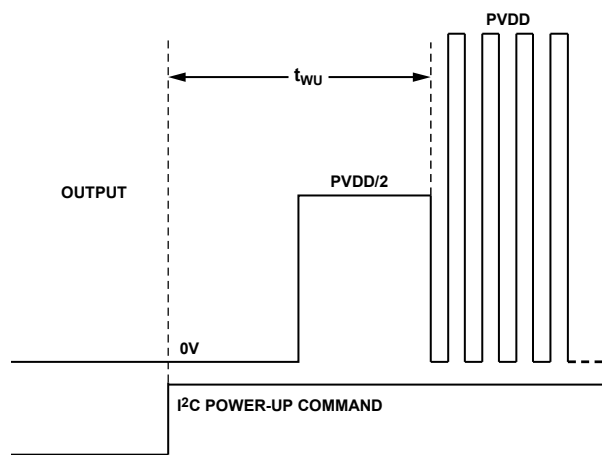 PVDD
tWU
PVDD/2
OUTPUT
0V
I2C POWER-UP COMMAND